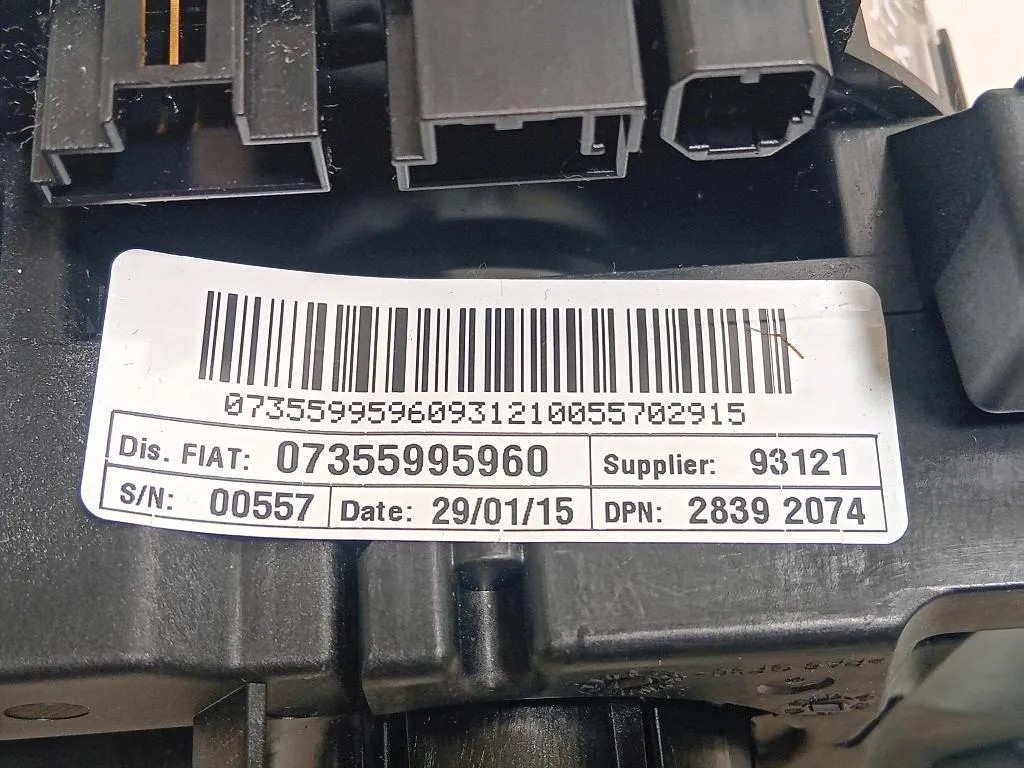 07355995960931210055702915
Dis. FIAT: 07355995960 Supplier: 93121
S/N: 00557 Date: 29/01/15 DPN: 2839 2074